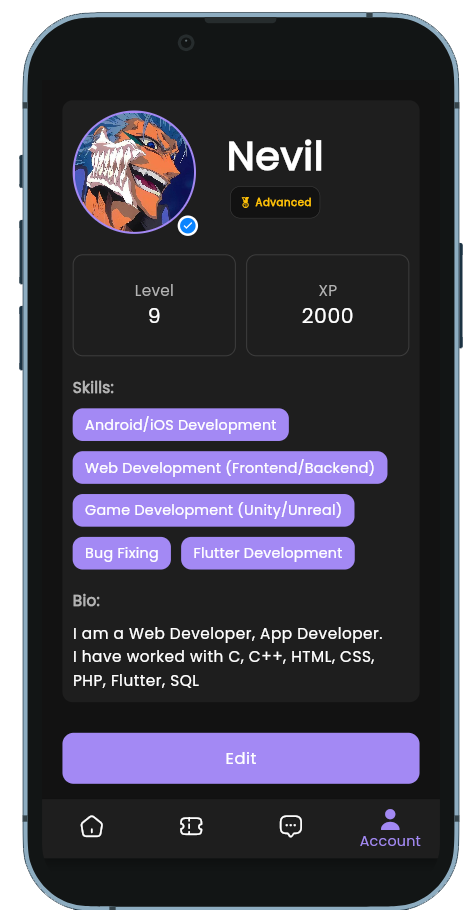 Nevil
Advanced
Level
9
XP
2000
Skills:
Android/iOS Development
Web Development (Frontend/Backend)
Game Development (Unity/Unreal)
Bug Fixing
Flutter Development
Bio:
I am a Web Developer, App Developer.
I have worked with C, C++, HTML, CSS,
PHP, Flutter, SQL
Edit
Account